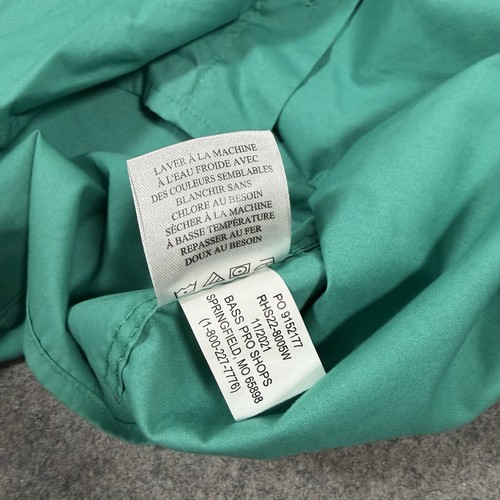 LAVER À LA MACHINE
À L'EAU FROIDE AVEC
DES COULEURS SEMBLABLES
BLANCHIR SANS
CHLORE AU BESOIN
SÉCHER À LA MACHINE
À BASSE TEMPÉRATURE
REPASSER AU FER
DOUX AU BESOIN
PO 9152177
RHS22-8005W
11/2021
BASS PRO SHOPS
SPRINGFIELD, MO 65898
(1-800-227-7776)